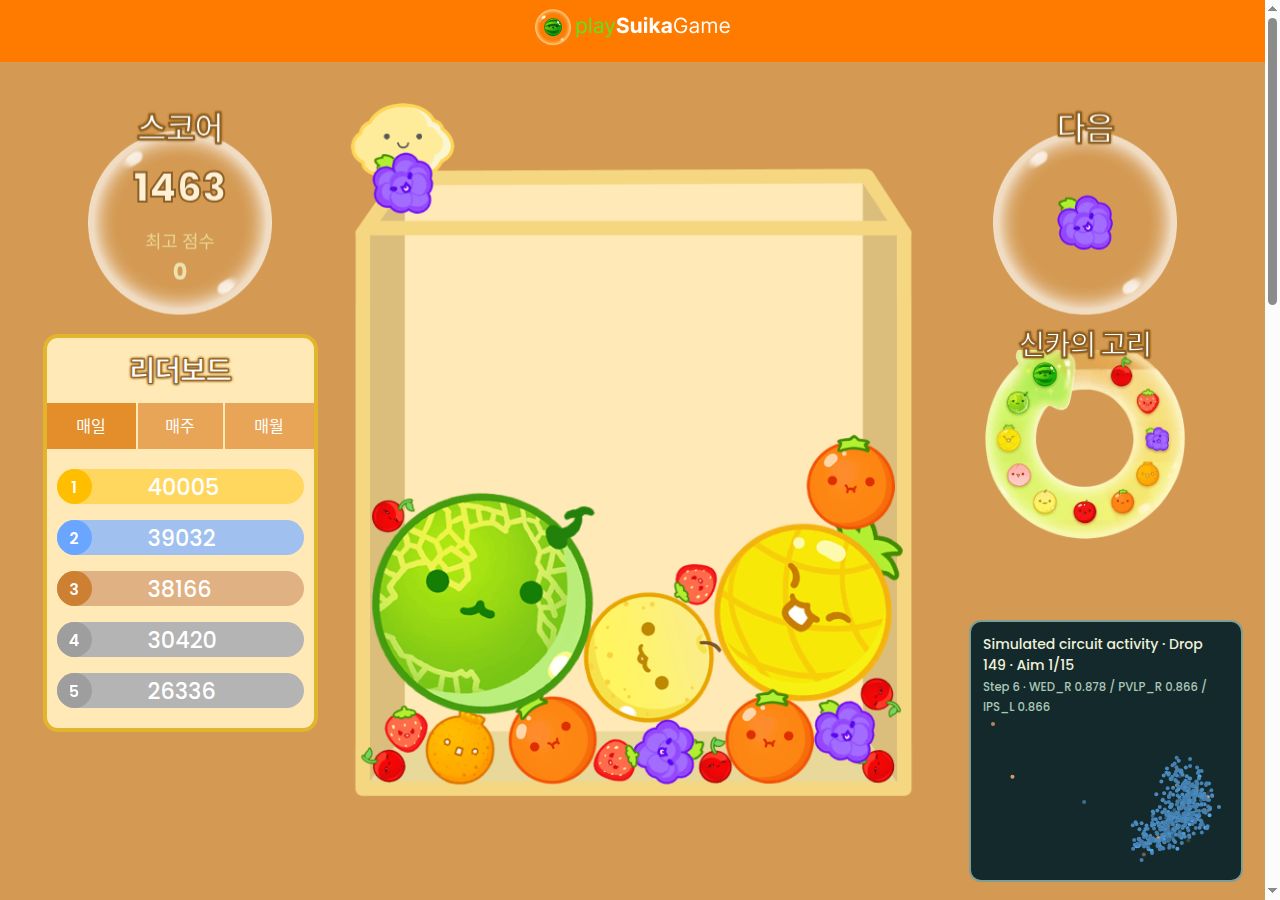 playSuikaGame
스코어
1463
최고 점수
0
다음
신카의 고리
리더보드
매일 매주 매월
1 40005
2 39032
3 38166
4 30420
5 26336
Simulated circuit activity · Drop
149 · Aim 1/15
Step 6 · WED_R 0.878 / PVLP_R 0.866 /
IPS_L 0.866